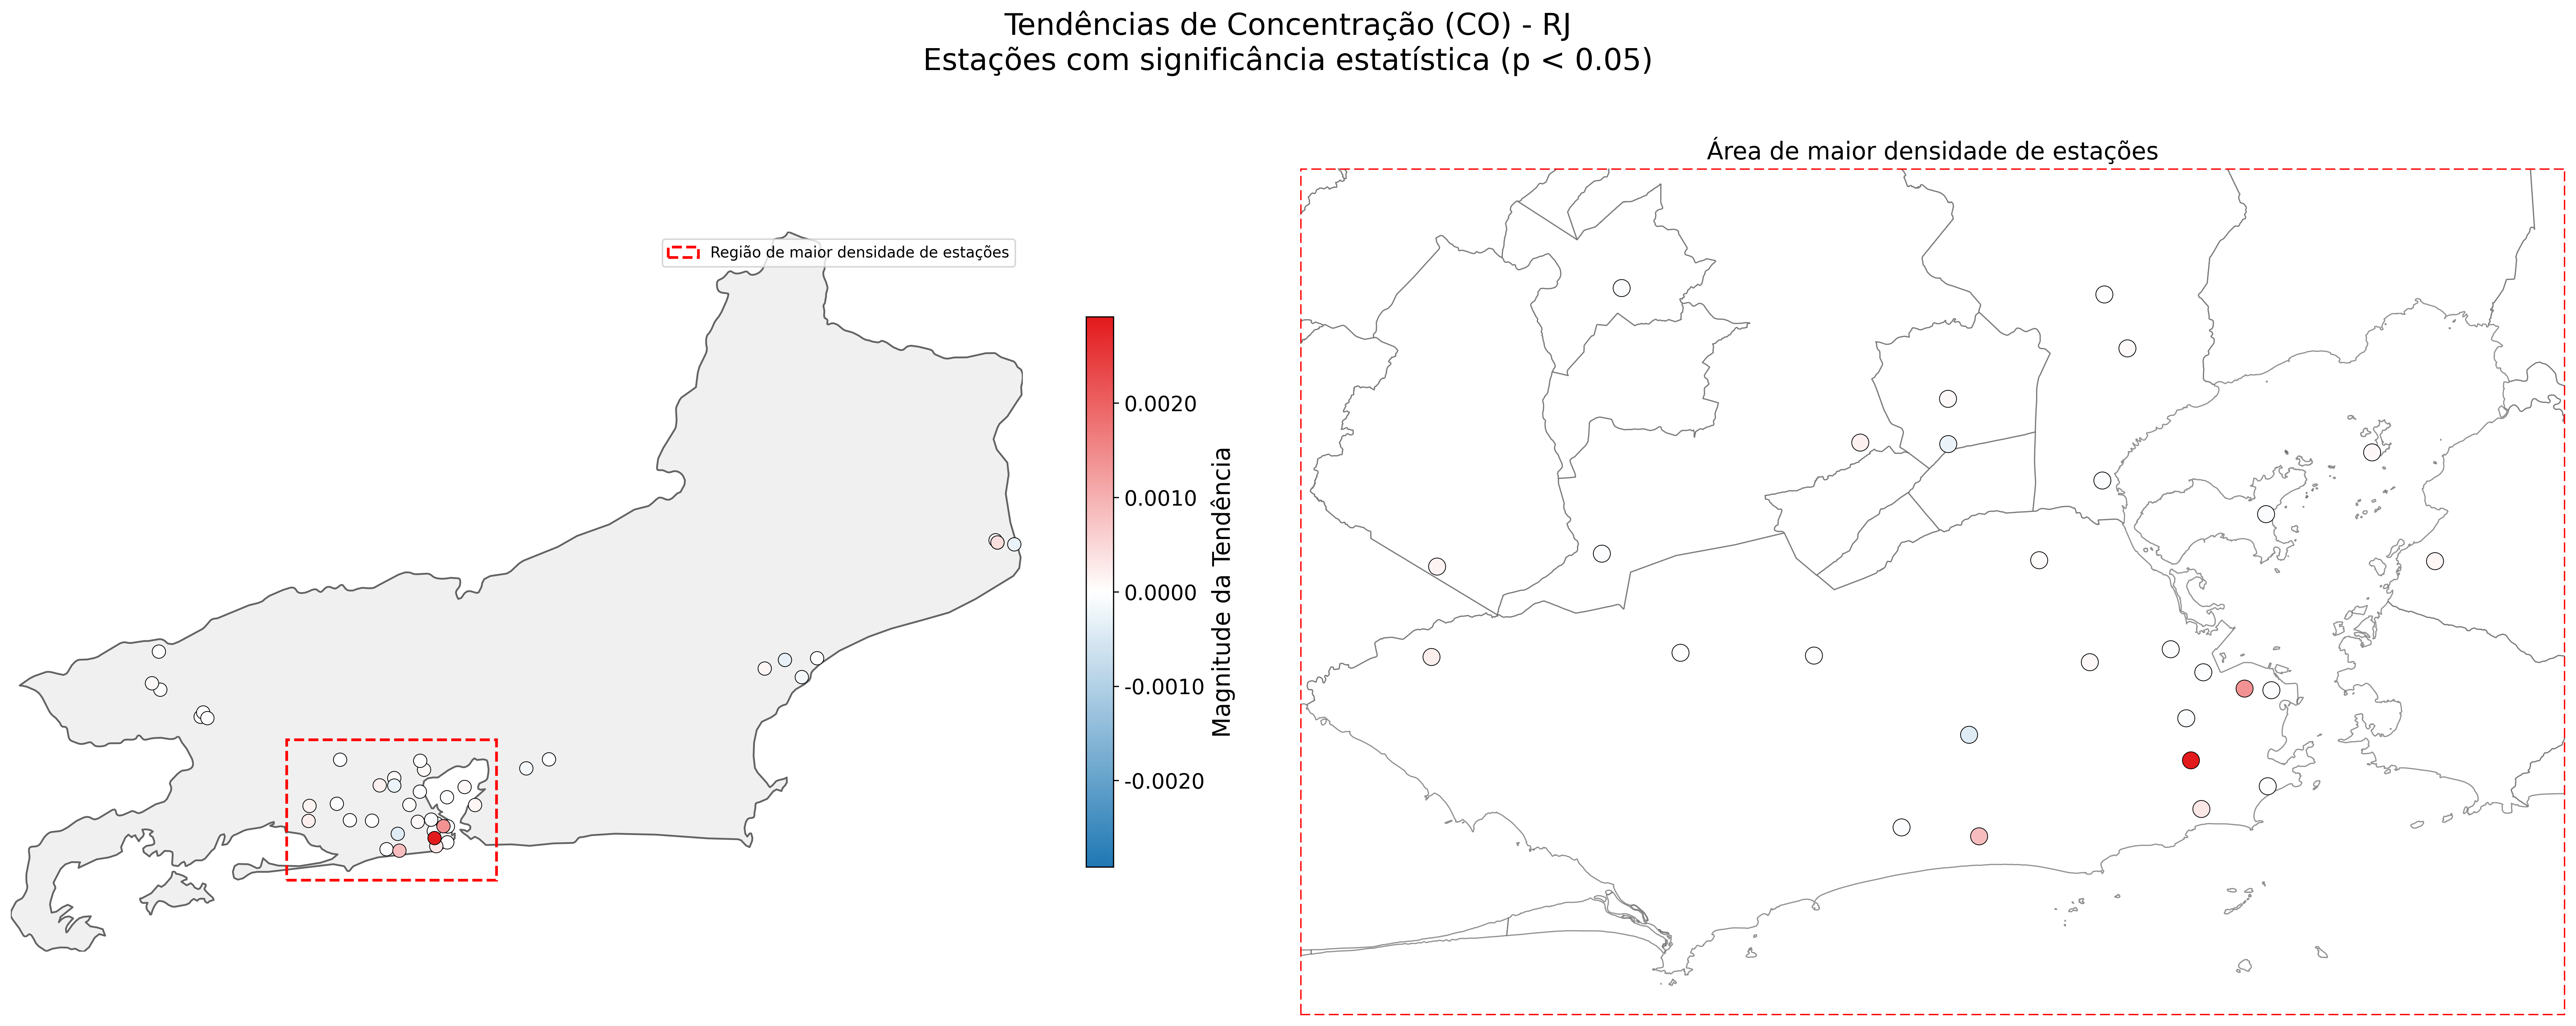 Tendências de Concentração (CO) - RJ
Estações com significância estatística (p < 0.05)
Região de maior densidade de estações
0.0020
0.0010
0.0000
-0.0010
-0.0020
Magnitude da Tendência
Área de maior densidade de estações